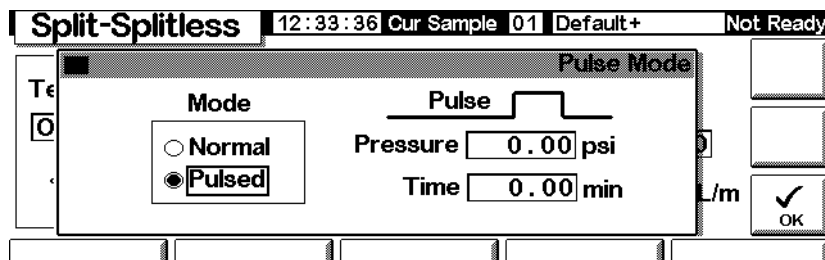 Split-Splitless 12:33:36 Cur Sample 01 Default+ Not Ready
Pulse Mode
Mode
Pulse
Normal
Pressure 0.00 psi
Pulsed
Time 0.00 min
L/m
OK